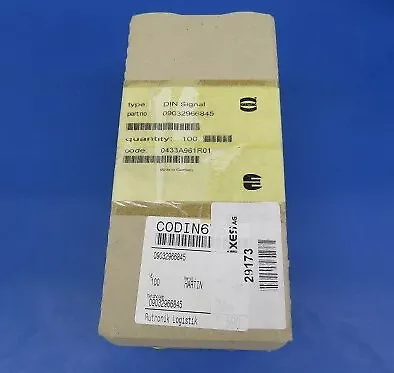 type DIN Signal
part no 09032966845
quantity: 100
code: 0433A961R01
Made in Germany
CODIN6
09032966845
100 HARTIN
09032966845
Rutronik Logistik
iXES AG
29173